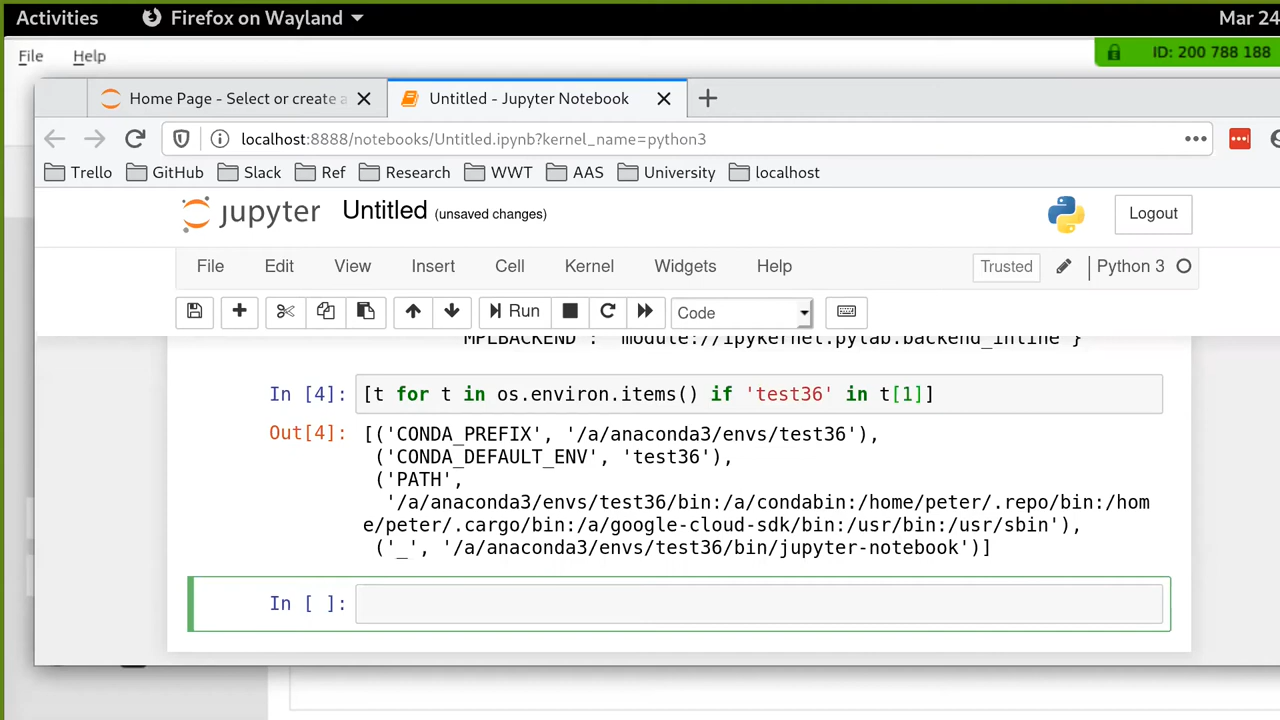 Activities Firefox on Wayland Mar 24
File Help ID: 200 788 188
Home Page - Select or create a Untitled - Jupyter Notebook
localhost:8888/notebooks/Untitled.ipynb?kernel_name=python3
Trello GitHub Slack Ref Research WWT AAS University localhost
jupyter Untitled (unsaved changes) Logout
File Edit View Insert Cell Kernel Widgets Help Trusted Python 3
Run Code
'MPLBACKEND': 'module://ipykernel.pylab.backend_inline'}
In [4]: [t for t in os.environ.items() if 'test36' in t[1]]
Out[4]: [('CONDA_PREFIX', '/a/anaconda3/envs/test36'),
('CONDA_DEFAULT_ENV', 'test36'),
('PATH',
'/a/anaconda3/envs/test36/bin:/a/condabin:/home/peter/.repo/bin:/hom
e/peter/.cargo/bin:/a/google-cloud-sdk/bin:/usr/bin:/usr/sbin'),
('_', '/a/anaconda3/envs/test36/bin/jupyter-notebook')]
In [ ]: